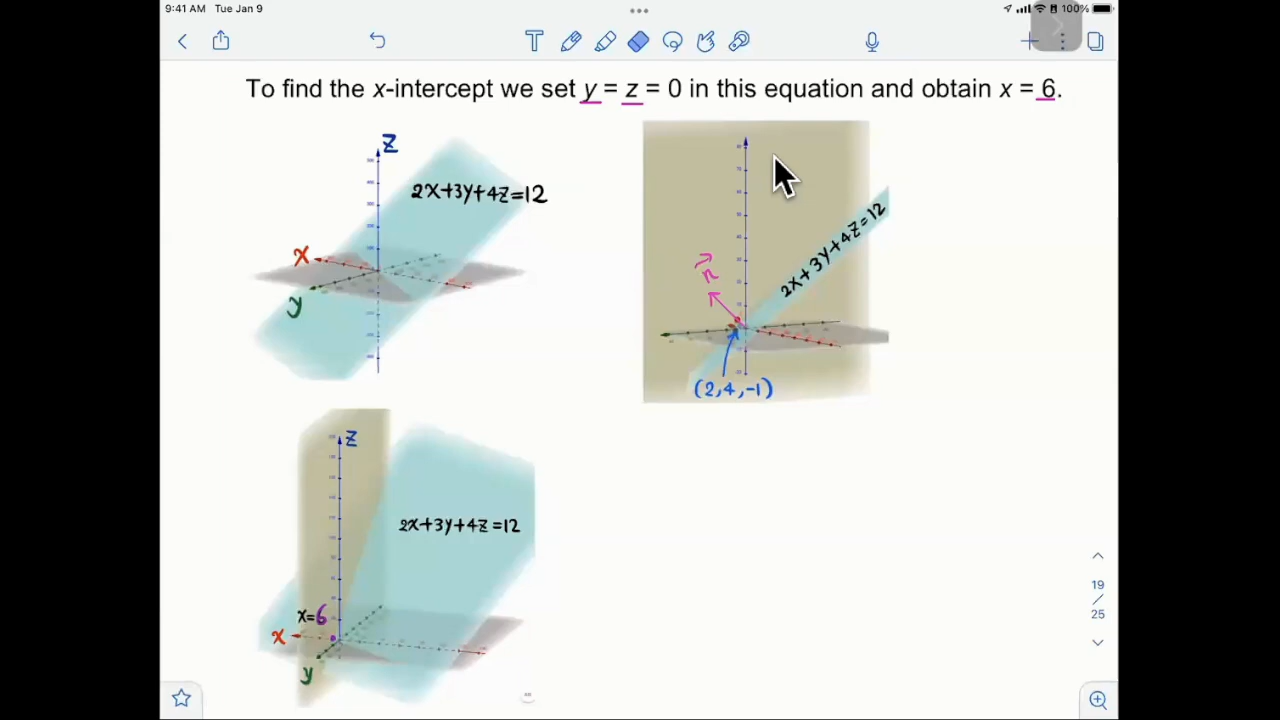 9:41 AM Tue Jan 9
100%
To find the x-intercept we set y = z = 0 in this equation and obtain x = 6.
Z
2x+3y+4z=12
x
y
2x+3y+4z=12
n
(2,4,-1)
Z
2x+3y+4z=12
x=6
x
y
19
/
25